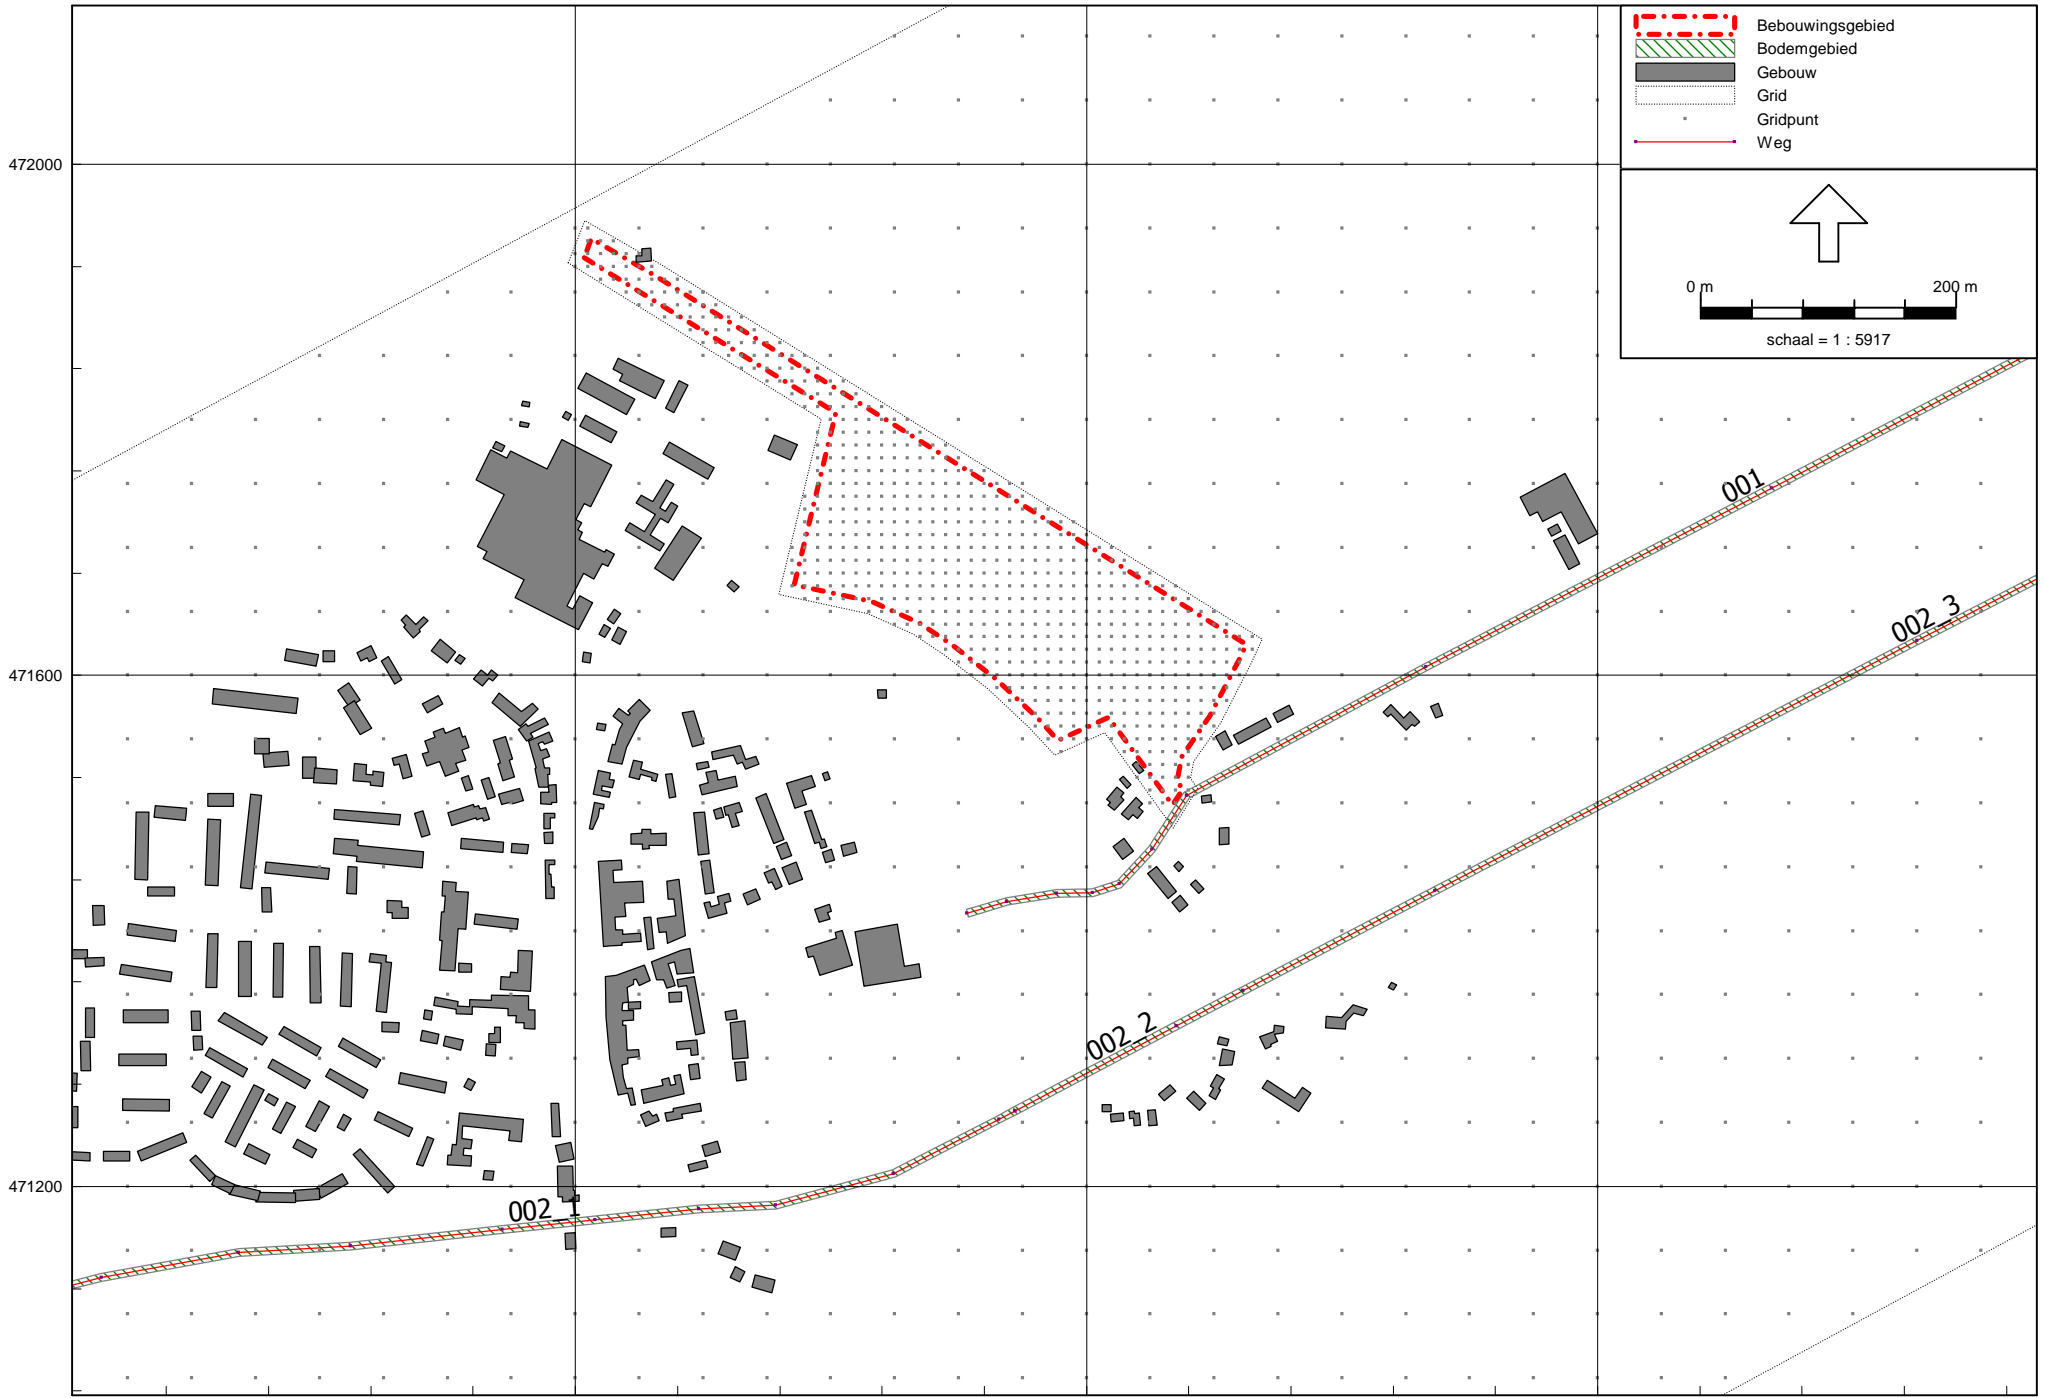 Bebouwingsgebied
Bodemgebied
Gebouw
Grid
Gridpunt
Weg
472000
0 m 200 m
schaal = 1 : 5917
001
002_3
471600
002_2
471200
002_1